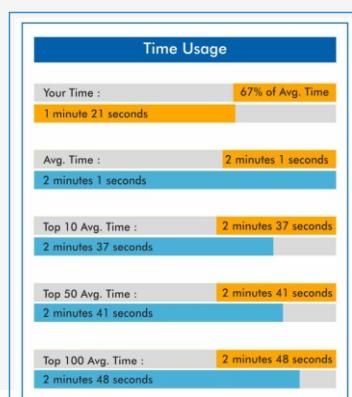 Time Usage
Your Time : 67% of Avg. Time
1 minute 21 seconds
Avg. Time : 2 minutes 1 seconds
2 minutes 1 seconds
Top 10 Avg. Time : 2 minutes 37 seconds
2 minutes 37 seconds
Top 50 Avg. Time : 2 minutes 41 seconds
2 minutes 41 seconds
Top 100 Avg. Time : 2 minutes 48 seconds
2 minutes 48 seconds